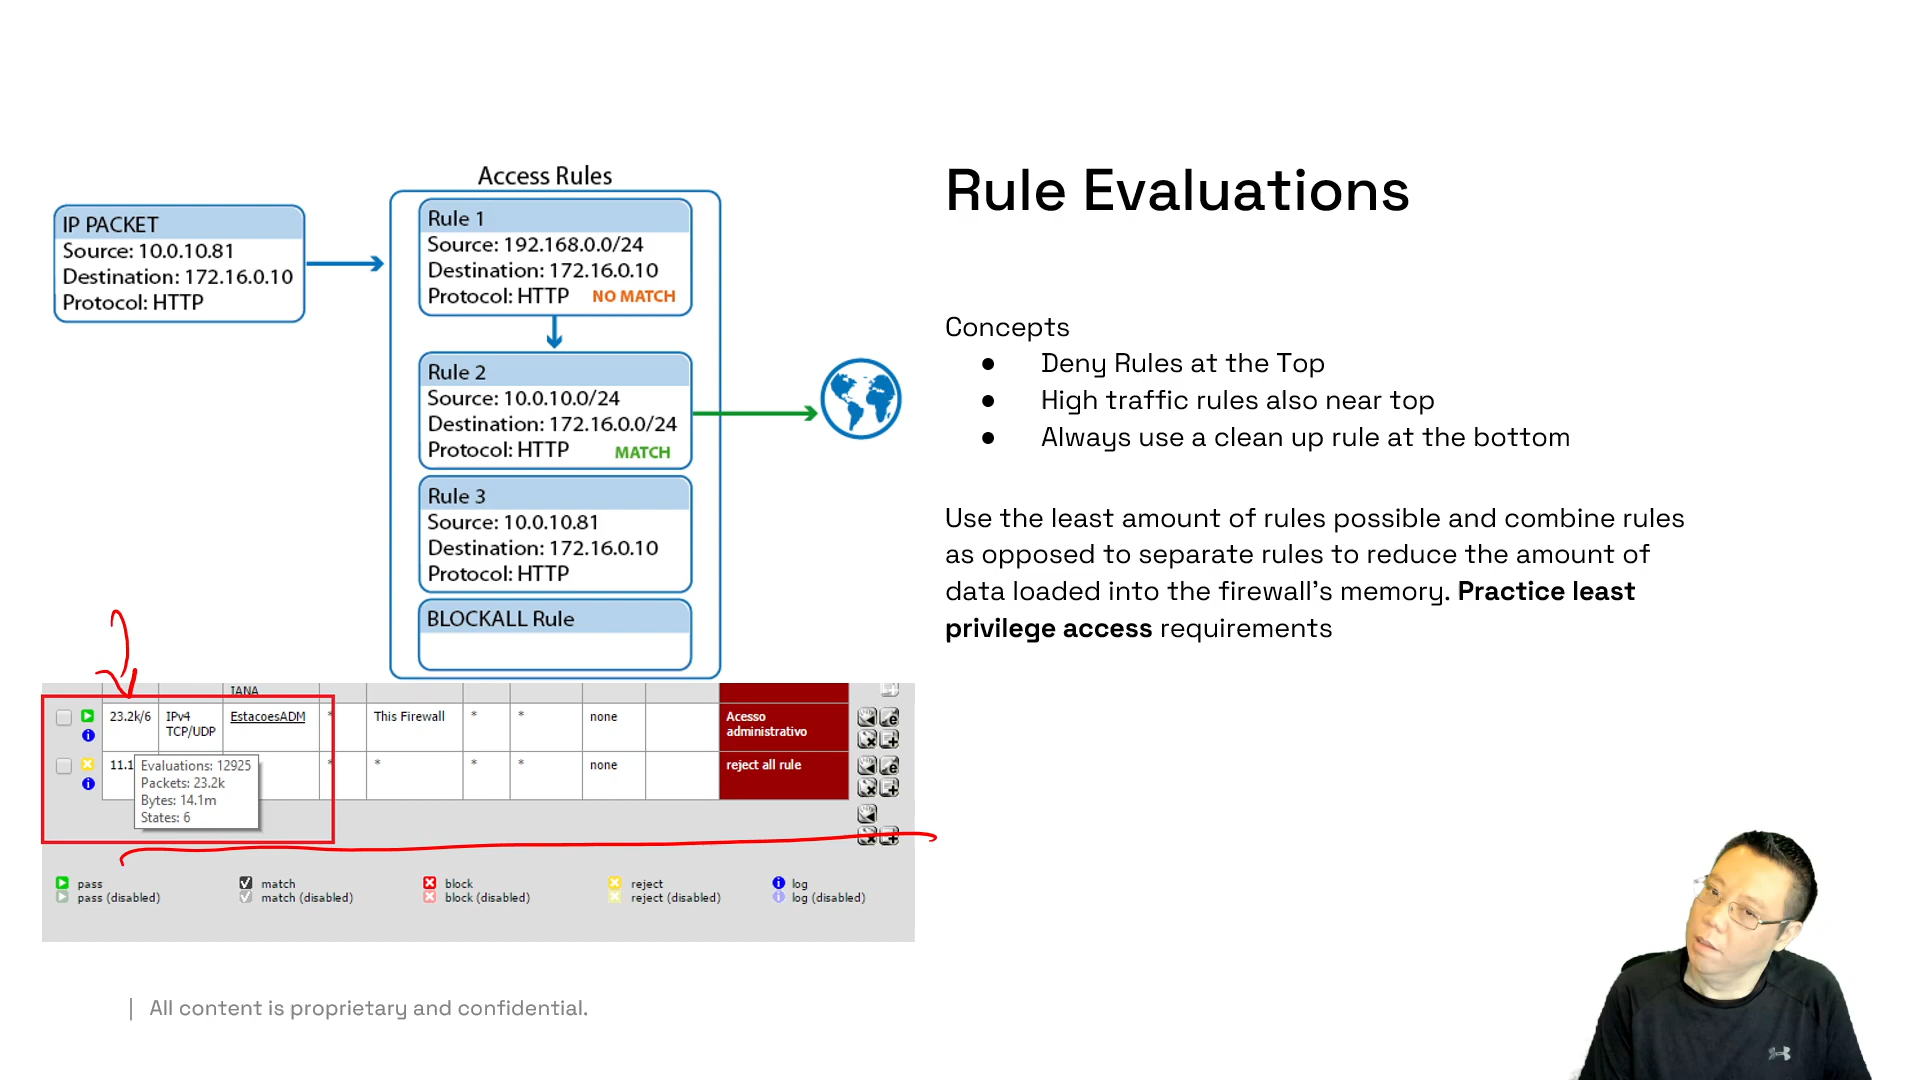 Access Rules
IP PACKET
Source: 10.0.10.81
Destination: 172.16.0.10
Protocol: HTTP
Rule 1
Source: 192.168.0.0/24
Destination: 172.16.0.10
Protocol: HTTP NO MATCH
Rule 2
Source: 10.0.10.0/24
Destination: 172.16.0.0/24
Protocol: HTTP MATCH
Rule 3
Source: 10.0.10.81
Destination: 172.16.0.10
Protocol: HTTP
BLOCKALL Rule
Rule Evaluations
Concepts
● Deny Rules at the Top
● High traffic rules also near top
● Always use a clean up rule at the bottom
Use the least amount of rules possible and combine rules
as opposed to separate rules to reduce the amount of
data loaded into the firewall’s memory. Practice least
privilege access requirements
IANA
23.2k/6 IPv4 EstacoesADM * This Firewall * * none Acesso
TCP/UDP administrativo
11.1 * * * * none reject all rule
Evaluations: 12925
Packets: 23.2k
Bytes: 14.1m
States: 6
pass match block reject log
pass (disabled) match (disabled) block (disabled) reject (disabled) log (disabled)
| All content is proprietary and confidential.